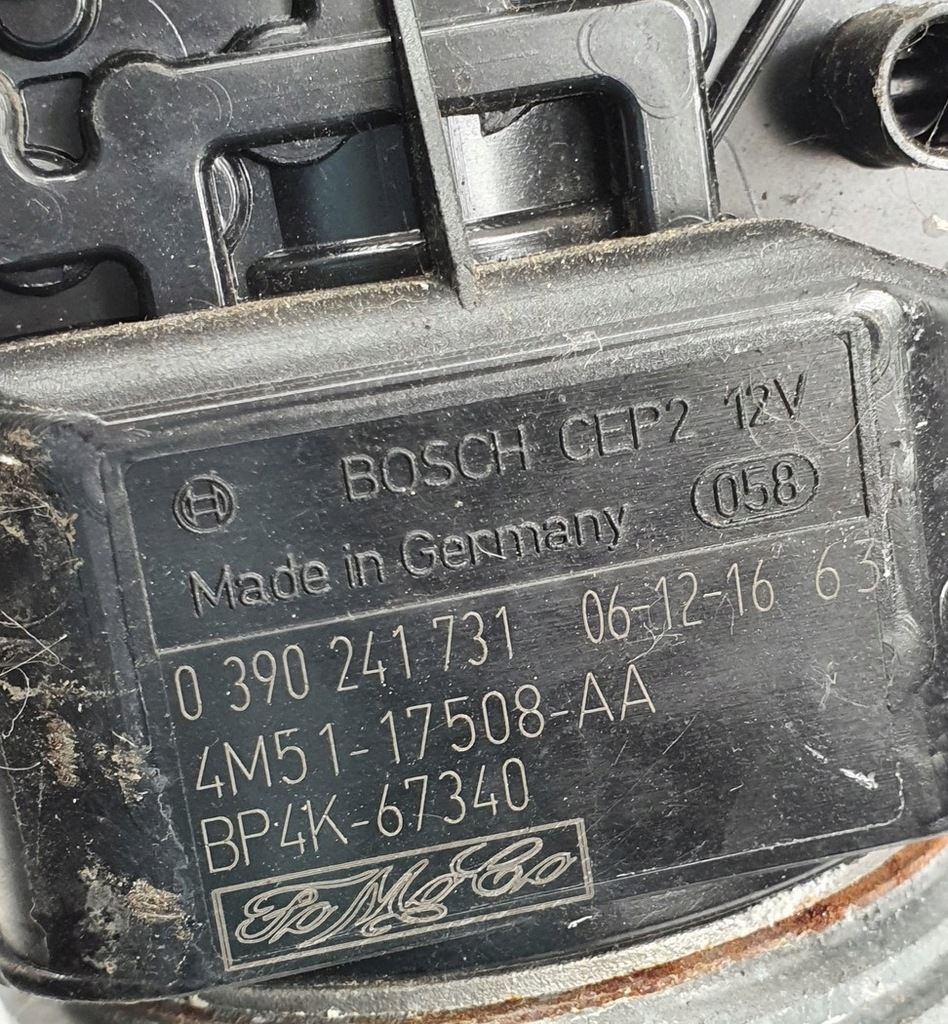 BOSCH CEP2 12V
Made in Germany 058
0 390 241 731 06-12-16 63
4M51-17508-AA
BP4K-67340
FoMoCo